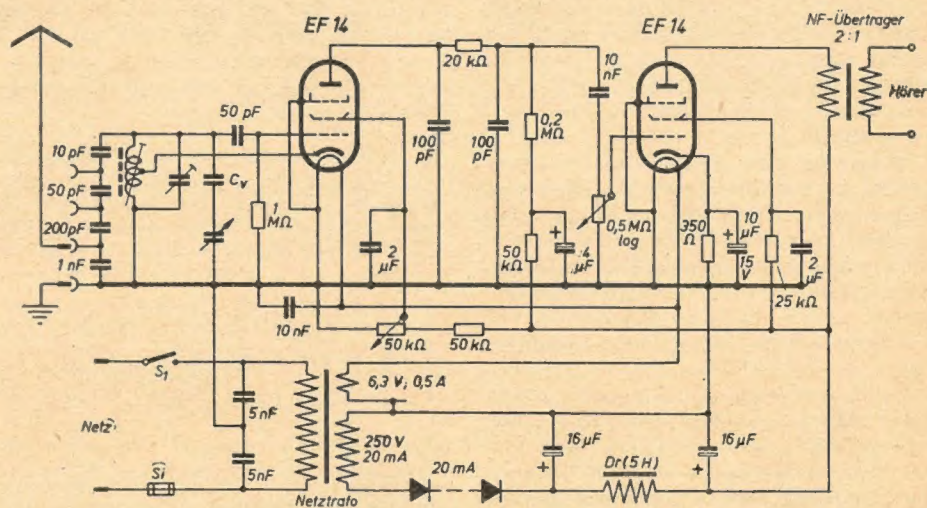 EF 14
EF 14
NF-Übertrager
2:1
Hörer
20 kΩ
10
nF
50 pF
10 pF
50 pF
200 pF
1 nF
Cᵥ
1
MΩ
100
pF
100
pF
0,2
MΩ
50
kΩ
+
4
µF
0,5 MΩ
log
350
Ω
+
10
µF
15
V
25 kΩ
2
µF
2
µF
10 nF
50 kΩ
50 kΩ
S₁
Netz
Si
5 nF
5 nF
6,3 V; 0,5 A
250 V
20 mA
Netztrafo
20 mA
16 µF
+
Dr (5 H)
16 µF
+